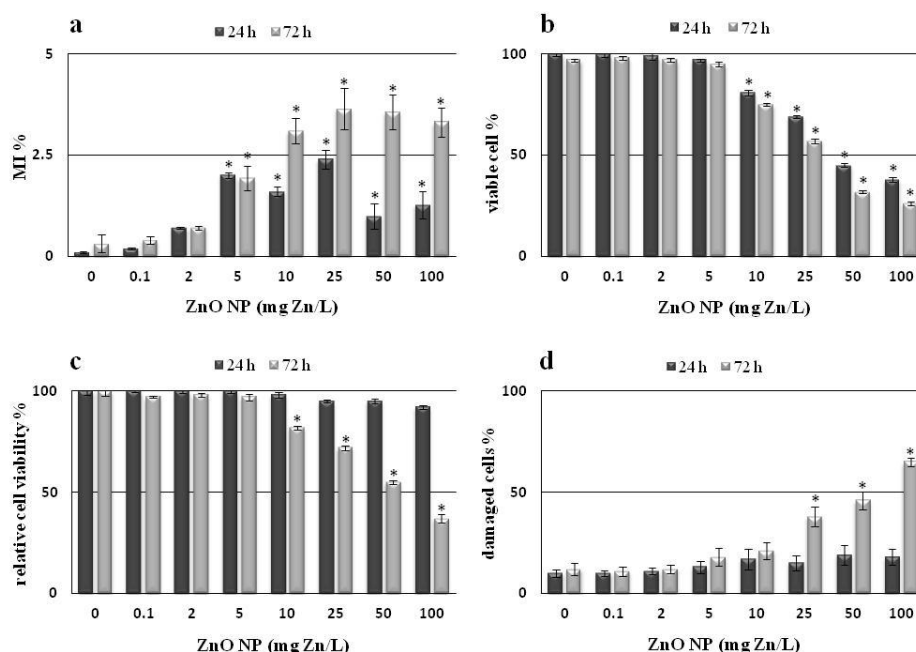 a
24 h 72 h
5
2.5
0
MI %
* * * * * * * * *
0 0.1 2 5 10 25 50 100
ZnO NP (mg Zn/L)
b
24 h 72 h
100
50
0
viable cell %
* * * * * * * *
0 0.1 2 5 10 25 50 100
ZnO NP (mg Zn/L)
c
24 h 72 h
100
50
0
relative cell viability %
* * * *
0 0.1 2 5 10 25 50 100
ZnO NP (mg Zn/L)
d
24 h 72 h
100
50
0
damaged cells %
* * *
0 0.1 2 5 10 25 50 100
ZnO NP (mg Zn/L)